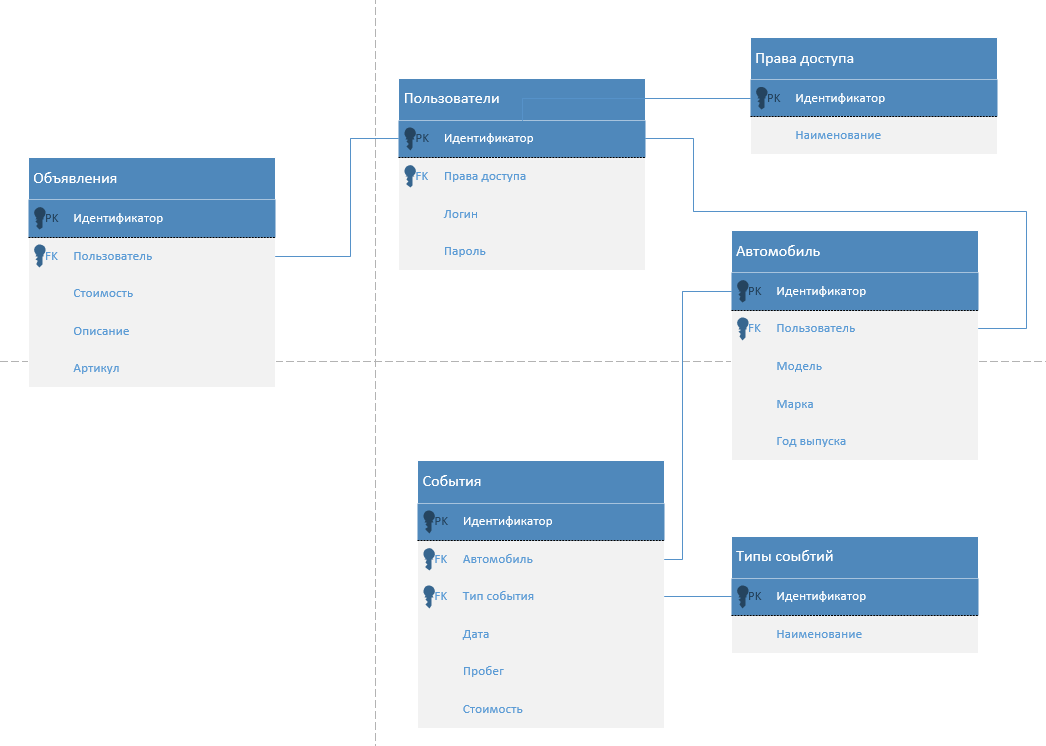 Права доступа
PK Идентификатор
Наименование
Пользователи
PK Идентификатор
FK Права доступа
Логин
Пароль
Объявления
PK Идентификатор
FK Пользователь
Стоимость
Описание
Артикул
Автомобиль
PK Идентификатор
FK Пользователь
Модель
Марка
Год выпуска
События
PK Идентификатор
FK Автомобиль
FK Тип события
Дата
Пробег
Стоимость
Типы соыбтий
PK Идентификатор
Наименование